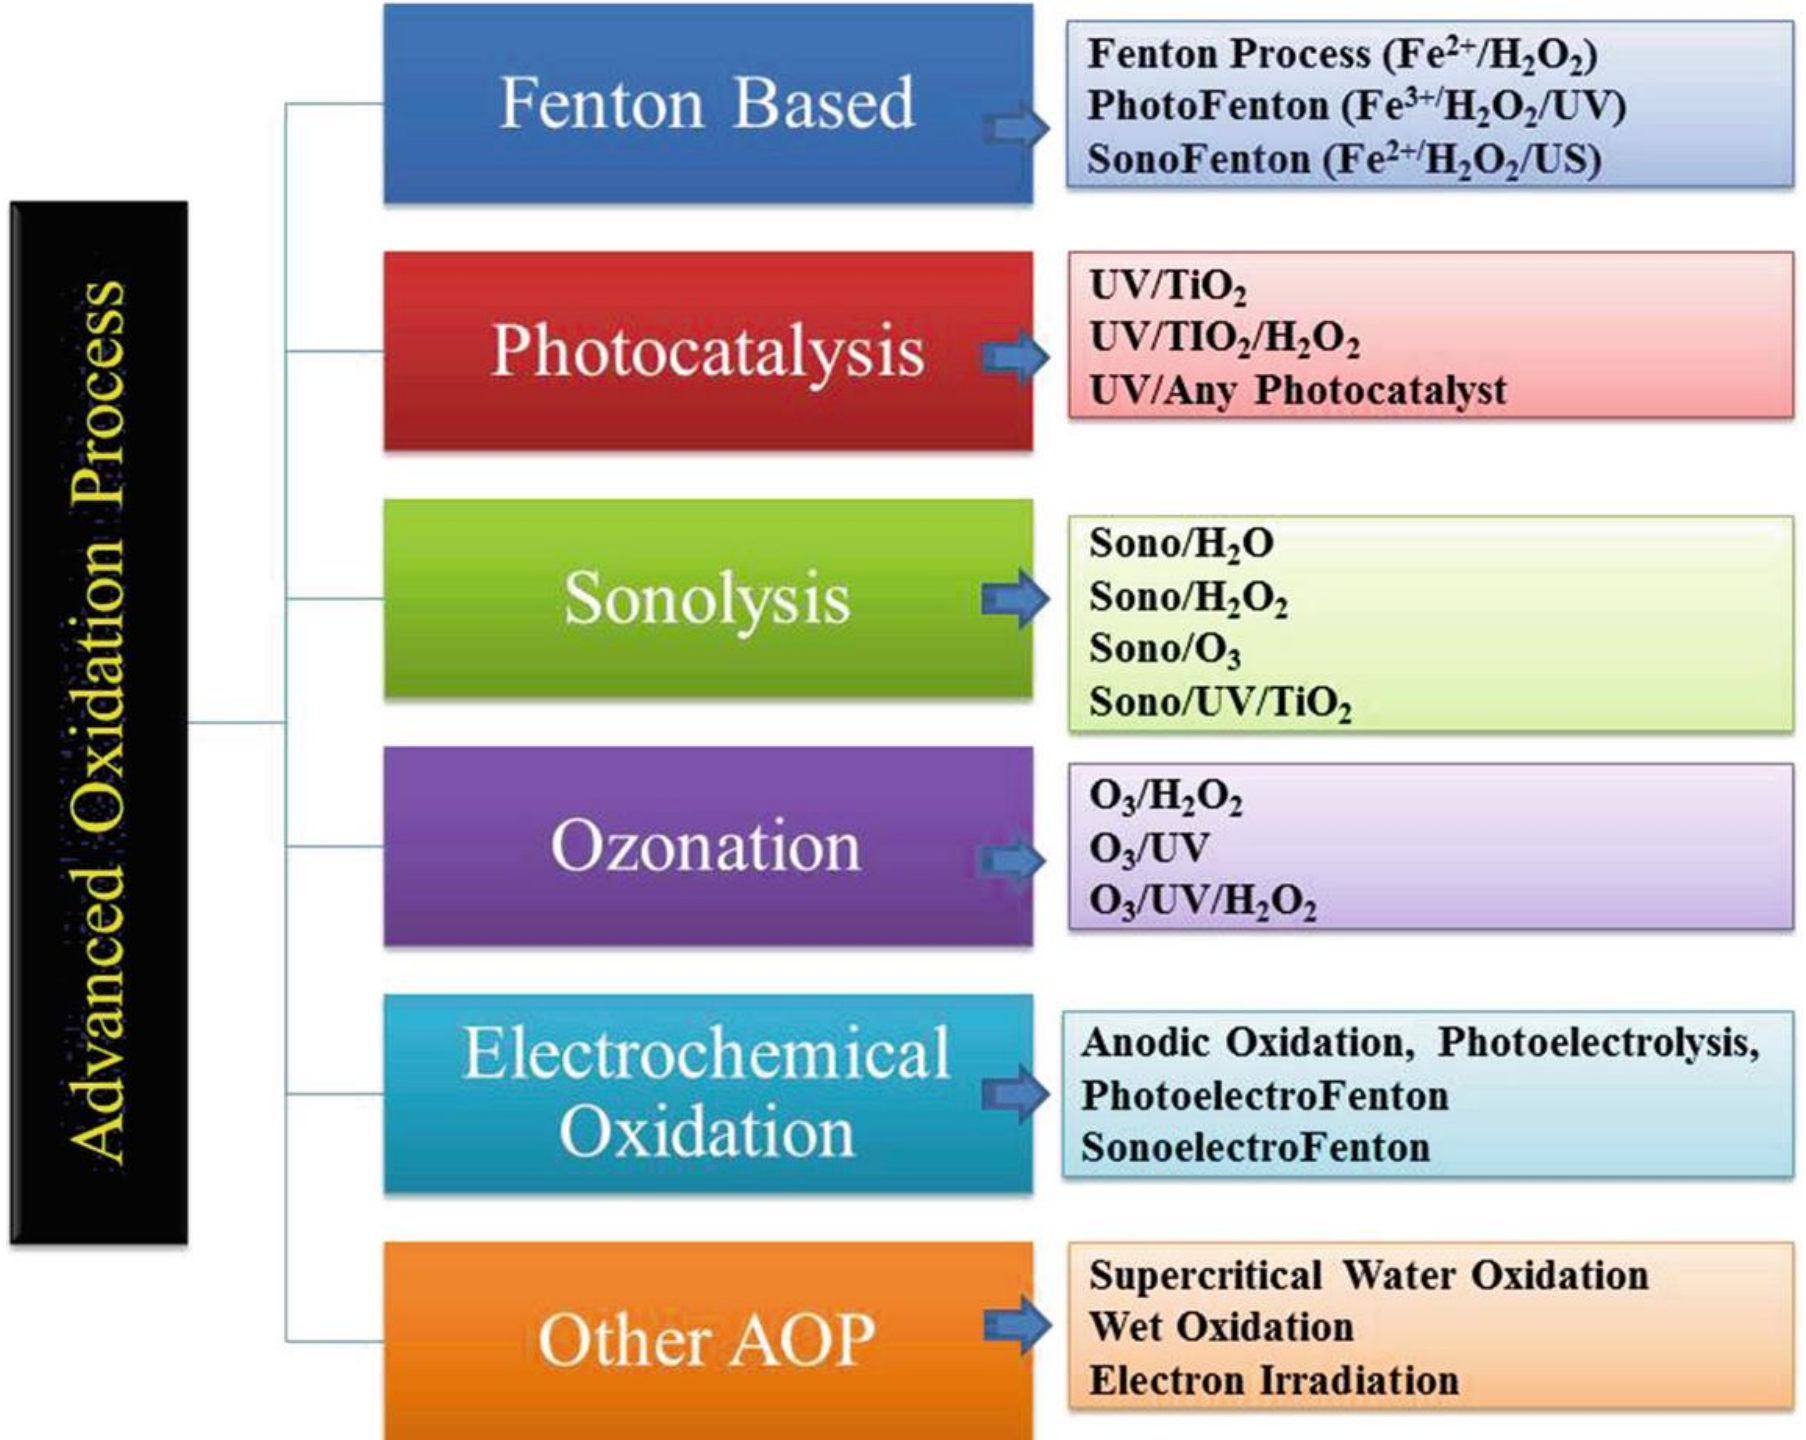 Advanced Oxidation Process
Fenton Based
Fenton Process (Fe²⁺/H₂O₂)
PhotoFenton (Fe³⁺/H₂O₂/UV)
SonoFenton (Fe²⁺/H₂O₂/US)
Photocatalysis
UV/TiO₂
UV/TIO₂/H₂O₂
UV/Any Photocatalyst
Sonolysis
Sono/H₂O
Sono/H₂O₂
Sono/O₃
Sono/UV/TiO₂
Ozonation
O₃/H₂O₂
O₃/UV
O₃/UV/H₂O₂
Electrochemical
Oxidation
Anodic Oxidation, Photoelectrolysis,
PhotoelectroFenton
SonoelectroFenton
Other AOP
Supercritical Water Oxidation
Wet Oxidation
Electron Irradiation